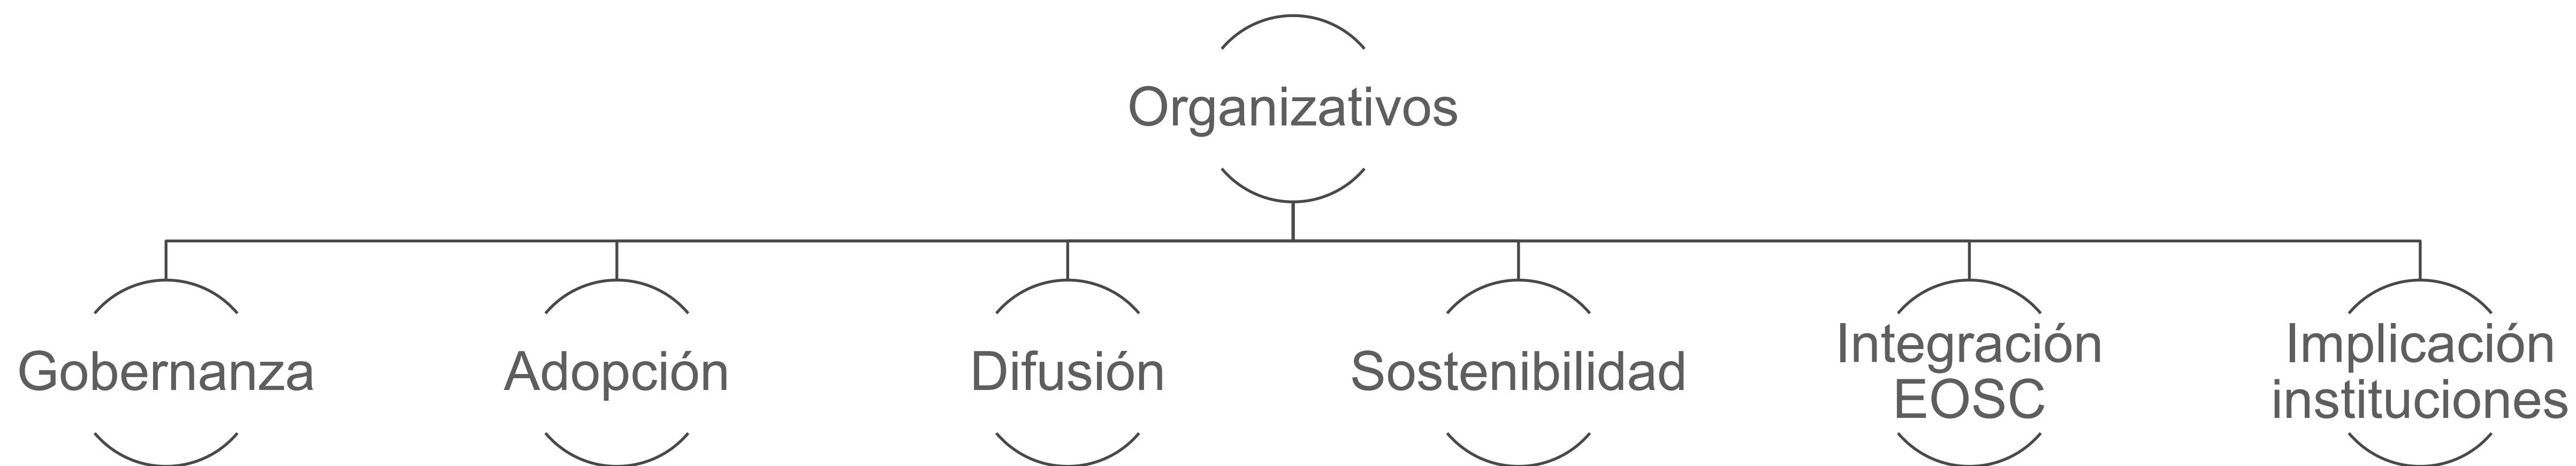 Organizativos
Gobernanza
Adopción
Difusión
Sostenibilidad
Integración
EOSC
Implicación
instituciones